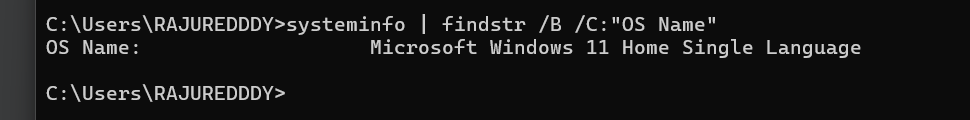 C:\Users\RAJUREDDDY>systeminfo | findstr /B /C:"OS Name"
OS Name:                   Microsoft Windows 11 Home Single Language
C:\Users\RAJUREDDDY>